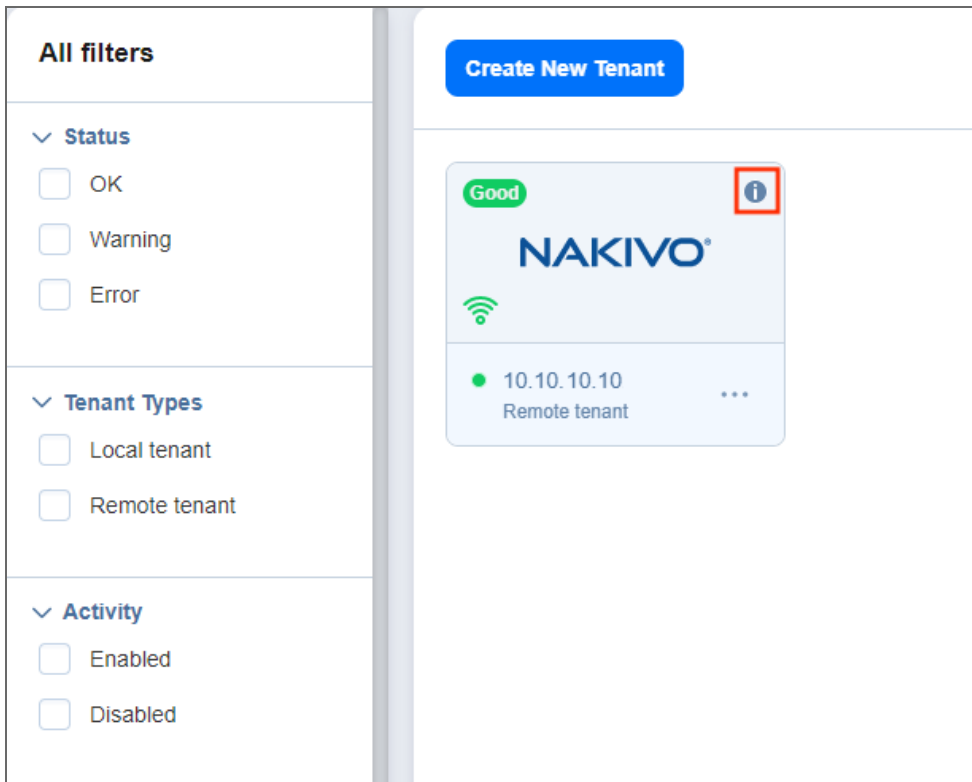 All filters
Status
OK
Warning
Error
Tenant Types
Local tenant
Remote tenant
Activity
Enabled
Disabled
Create New Tenant
Good
NAKIVO®
10.10.10.10
Remote tenant